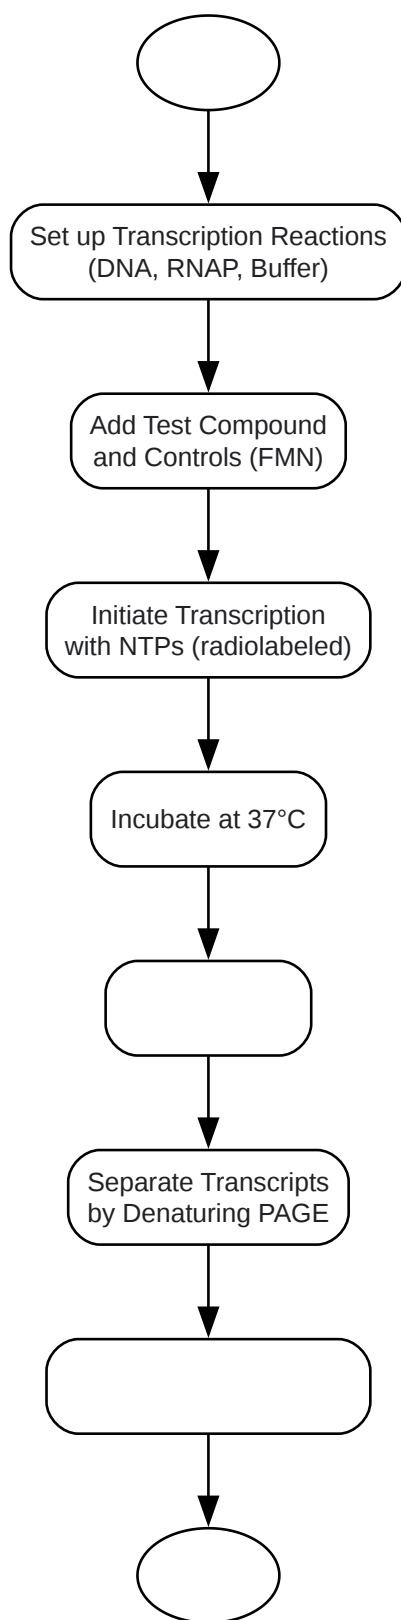 Set up Transcription Reactions
(DNA, RNAP, Buffer)
Add Test Compound
and Controls (FMN)
Initiate Transcription
with NTPs (radiolabeled)
Incubate at 37°C
Separate Transcripts
by Denaturing PAGE